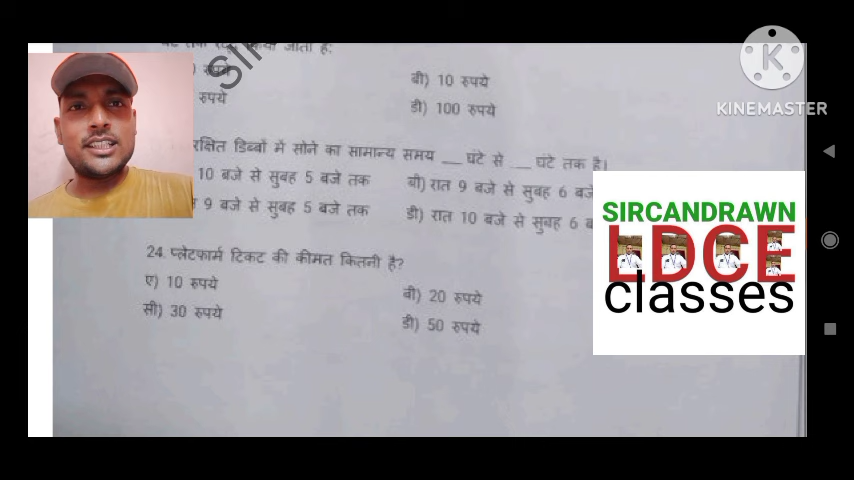 जाता है:
रुपये
बी) 10 रुपये
रुपये
डी) 100 रुपये
डिब्बों में सोने का सामान्य समय __ घंटे से __ घंटे तक है।
10 बजे से सुबह 5 बजे तक
बी) रात 9 बजे से सुबह 6 बजे
9 बजे से सुबह 5 बजे तक
डी) रात 10 बजे से सुबह 6
24. प्लेटफार्म टिकट की कीमत कितनी है?
ए) 10 रुपये
बी) 20 रुपये
सी) 30 रुपये
डी) 50 रुपये
KINEMASTER
SIRCANDRAWN
LDCE
classes